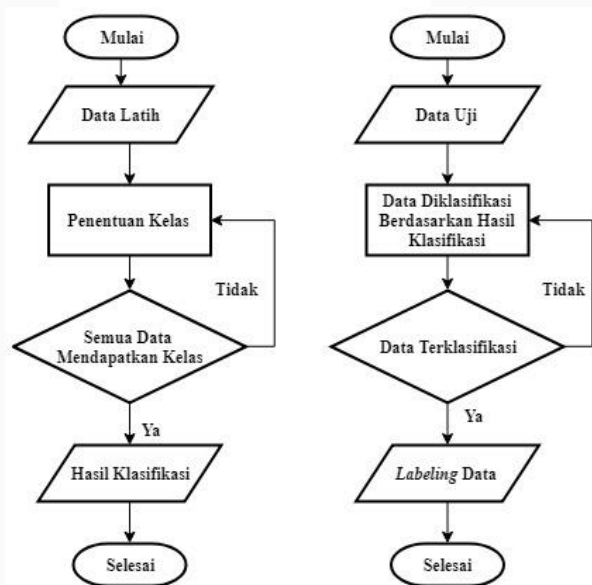 Mulai
Data Latih
Penentuan Kelas
Tidak
Semua Data
Mendapatkan Kelas
Ya
Hasil Klasifikasi
Selesai
Mulai
Data Uji
Data Diklasifikasi
Berdasarkan Hasil
Klasifikasi
Tidak
Data Terklasifikasi
Ya
Labeling Data
Selesai